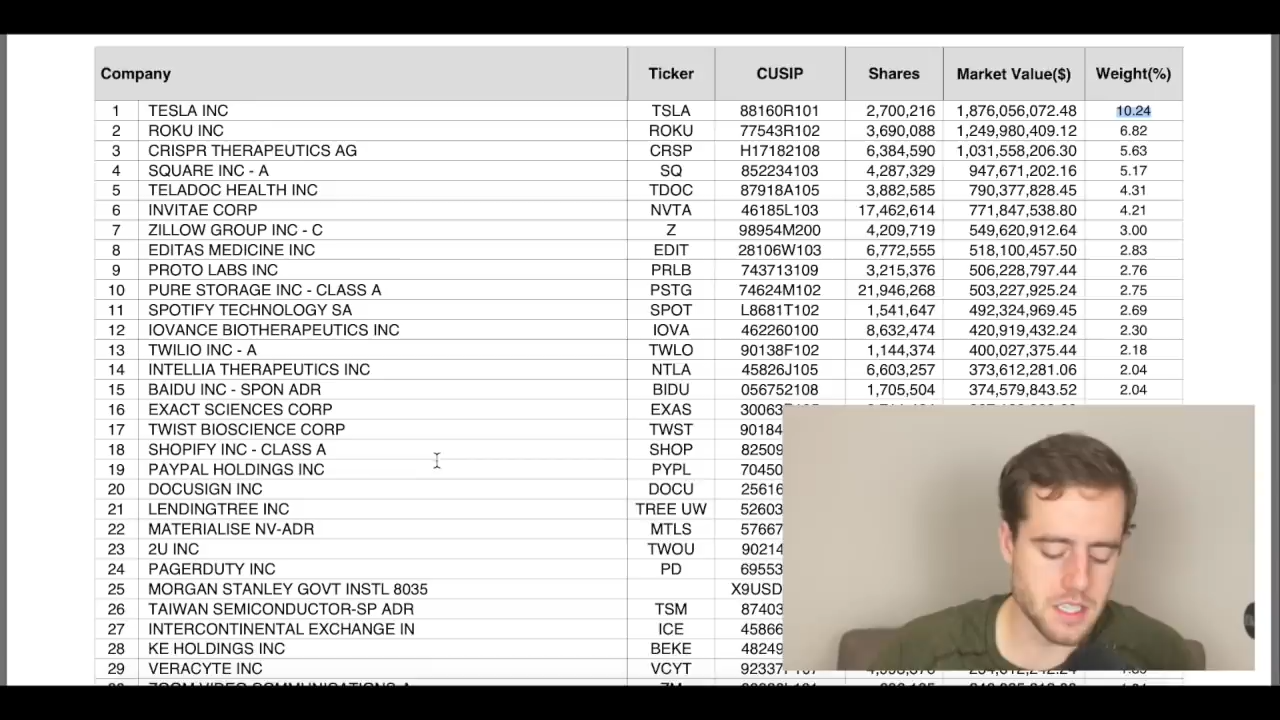 Company Ticker CUSIP Shares Market Value($) Weight(%)
1 TESLA INC TSLA 88160R101 2,700,216 1,876,056,072.48 10.24
2 ROKU INC ROKU 77543R102 3,690,088 1,249,980,409.12 6.82
3 CRISPR THERAPEUTICS AG CRSP H17182108 6,384,590 1,031,558,206.30 5.63
4 SQUARE INC - A SQ 852234103 4,287,329 947,671,202.16 5.17
5 TELADOC HEALTH INC TDOC 87918A105 3,882,585 790,377,828.45 4.31
6 INVITAE CORP NVTA 46185L103 17,462,614 771,847,538.80 4.21
7 ZILLOW GROUP INC - C Z 98954M200 4,209,719 549,620,912.64 3.00
8 EDITAS MEDICINE INC EDIT 28106W103 6,772,555 518,100,457.50 2.83
9 PROTO LABS INC PRLB 743713109 3,215,376 506,228,797.44 2.76
10 PURE STORAGE INC - CLASS A PSTG 74624M102 21,946,268 503,227,925.24 2.75
11 SPOTIFY TECHNOLOGY SA SPOT L8681T102 1,541,647 492,324,969.45 2.69
12 IOVANCE BIOTHERAPEUTICS INC IOVA 462260100 8,632,474 420,919,432.24 2.30
13 TWILIO INC - A TWLO 90138F102 1,144,374 400,027,375.44 2.18
14 INTELLIA THERAPEUTICS INC NTLA 45826J105 6,603,257 373,612,281.06 2.04
15 BAIDU INC - SPON ADR BIDU 056752108 1,705,504 374,579,843.52 2.04
16 EXACT SCIENCES CORP EXAS 30063
17 TWIST BIOSCIENCE CORP TWST 90184
18 SHOPIFY INC - CLASS A SHOP 82509
19 PAYPAL HOLDINGS INC PYPL 70450
20 DOCUSIGN INC DOCU 25616
21 LENDINGTREE INC TREE UW 52603
22 MATERIALISE NV-ADR MTLS 57667
23 2U INC TWOU 90214
24 PAGERDUTY INC PD 69553
25 MORGAN STANLEY GOVT INSTL 8035 X9USD
26 TAIWAN SEMICONDUCTOR-SP ADR TSM 87403
27 INTERCONTINENTAL EXCHANGE IN ICE 45866
28 KE HOLDINGS INC BEKE 48249
29 VERACYTE INC VCYT 92337